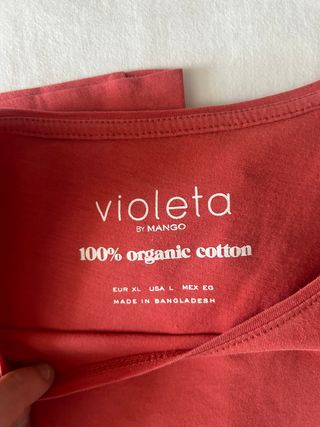 violeta
BY MANGO
100% organic cotton
EUR XL USA L MEX EG
MADE IN BANGLADESH